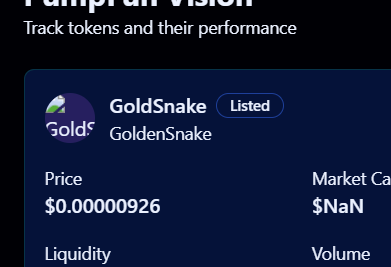 Track tokens and their performance
GoldSnake Listed
GoldS
GoldenSnake
Price
$0.00000926
Market Ca
$NaN
Liquidity
Volume